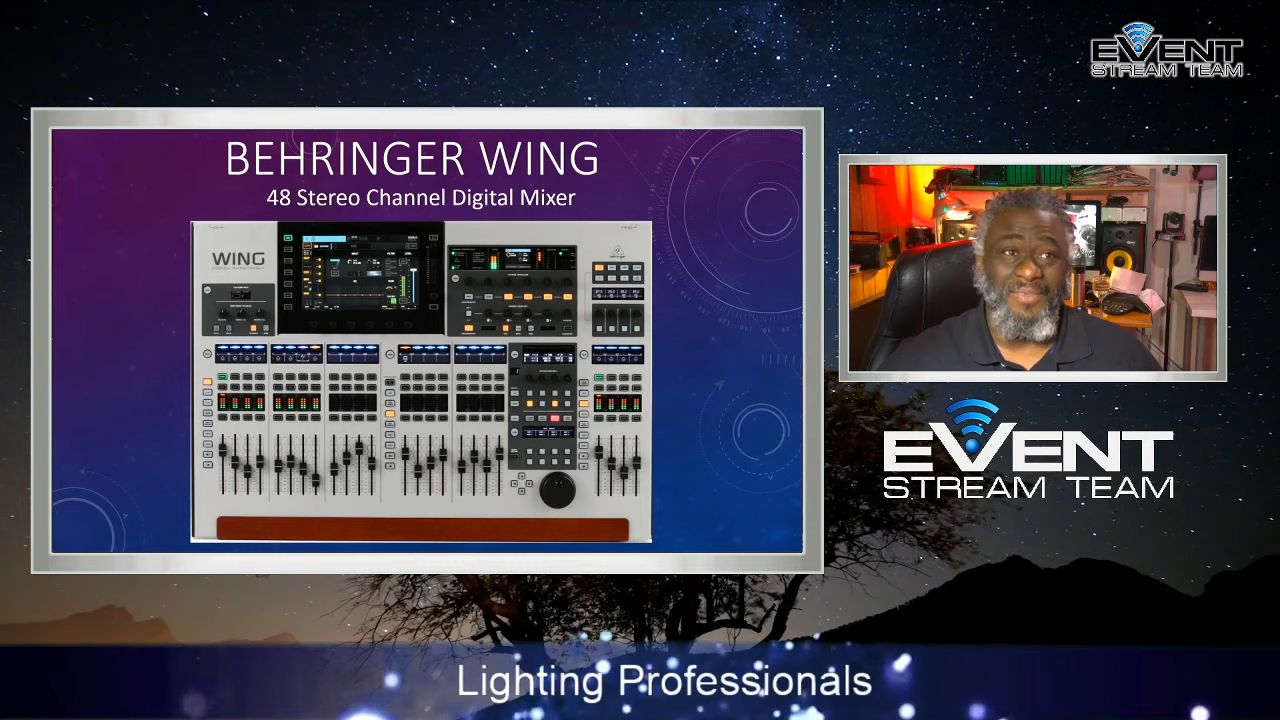 EVENT
STREAM TEAM
BEHRINGER WING
48 Stereo Channel Digital Mixer
WING
EVENT
STREAM TEAM
Lighting Professionals